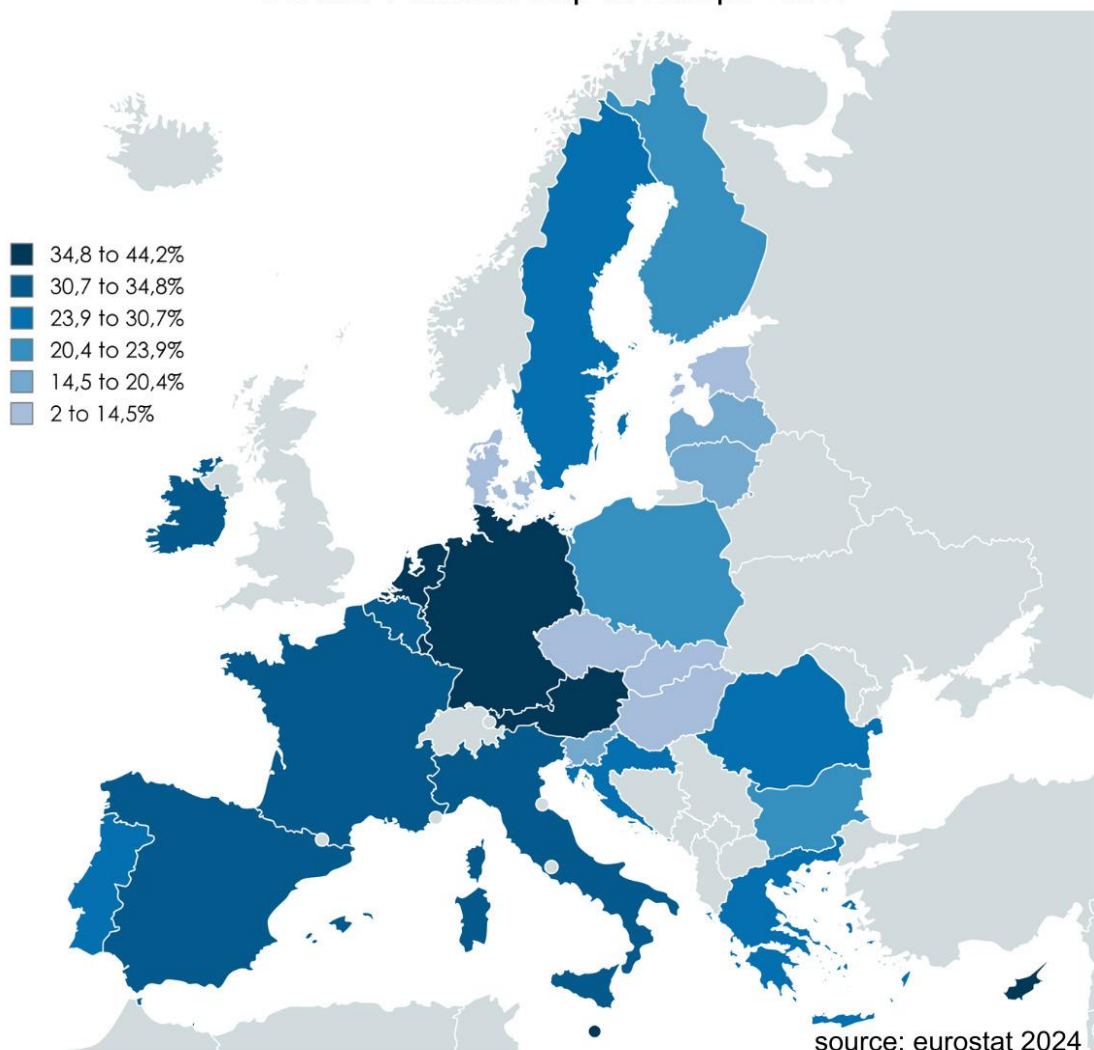 34,8 to 44,2%
30,7 to 34,8%
23,9 to 30,7%
20,4 to 23,9%
14,5 to 20,4%
2 to 14,5%
source: eurostat 2024